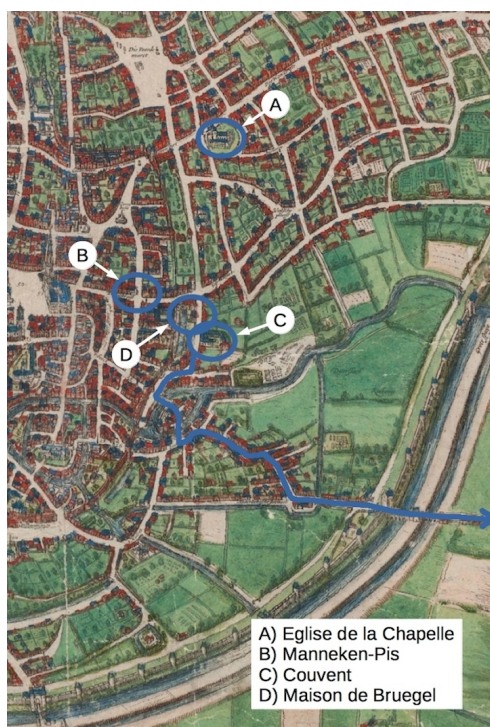 A
B
C
D
A) Eglise de la Chapelle
B) Manneken-Pis
C) Couvent
D) Maison de Bruegel